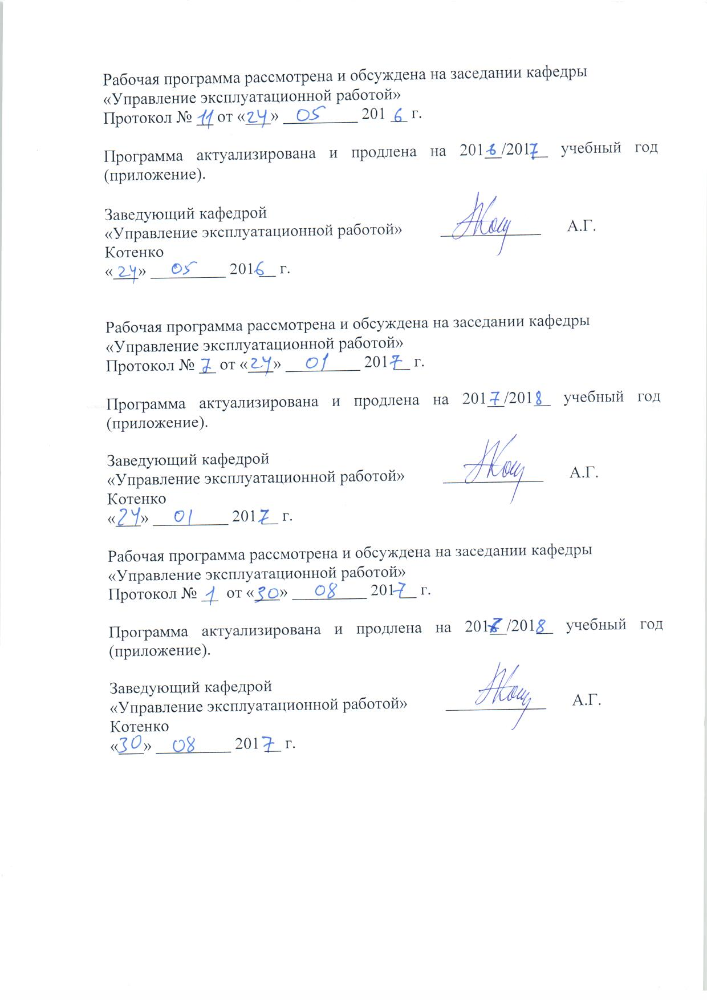 Рабочая программа рассмотрена и обсуждена на заседании кафедры
«Управление эксплуатационной работой»
Протокол № 11 от «24» 05 2016 г.
Программа актуализирована и продлена на 2016/2017 учебный год
(приложение).
Заведующий кафедрой
«Управление эксплуатационной работой» А.Г.
Котенко
«24» 05 2016 г.
Рабочая программа рассмотрена и обсуждена на заседании кафедры
«Управление эксплуатационной работой»
Протокол № 7 от «24» 01 2017 г.
Программа актуализирована и продлена на 2017/2018 учебный год
(приложение).
Заведующий кафедрой
«Управление эксплуатационной работой» А.Г.
Котенко
«24» 01 2017 г.
Рабочая программа рассмотрена и обсуждена на заседании кафедры
«Управление эксплуатационной работой»
Протокол № 1 от «30» 08 2017 г.
Программа актуализирована и продлена на 2017/2018 учебный год
(приложение).
Заведующий кафедрой
«Управление эксплуатационной работой» А.Г.
Котенко
«30» 08 2017 г.